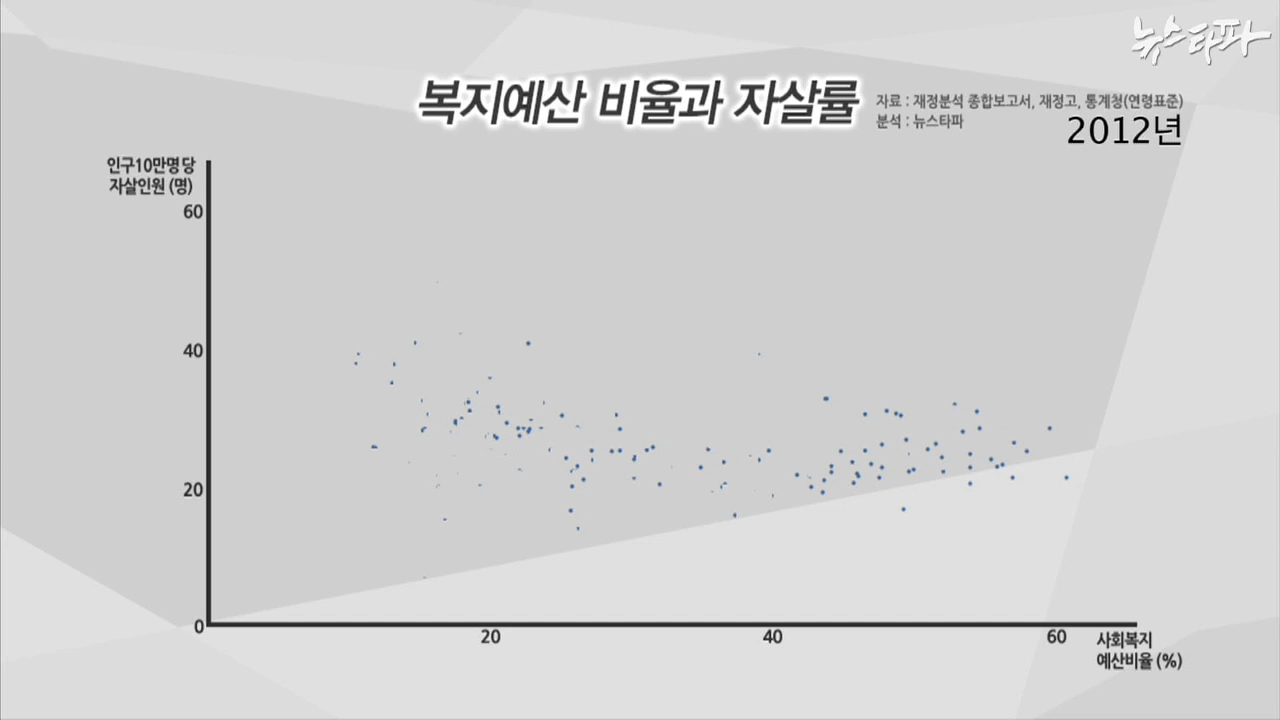 뉴스타파
복지예산 비율과 자살률
자료 : 재정분석 종합보고서, 재정고, 통계청(연령표준)
분석 : 뉴스타파
2012년
인구10만명당
자살인원 (명)
60
40
20
0
20
40
60
사회복지
예산비율 (%)